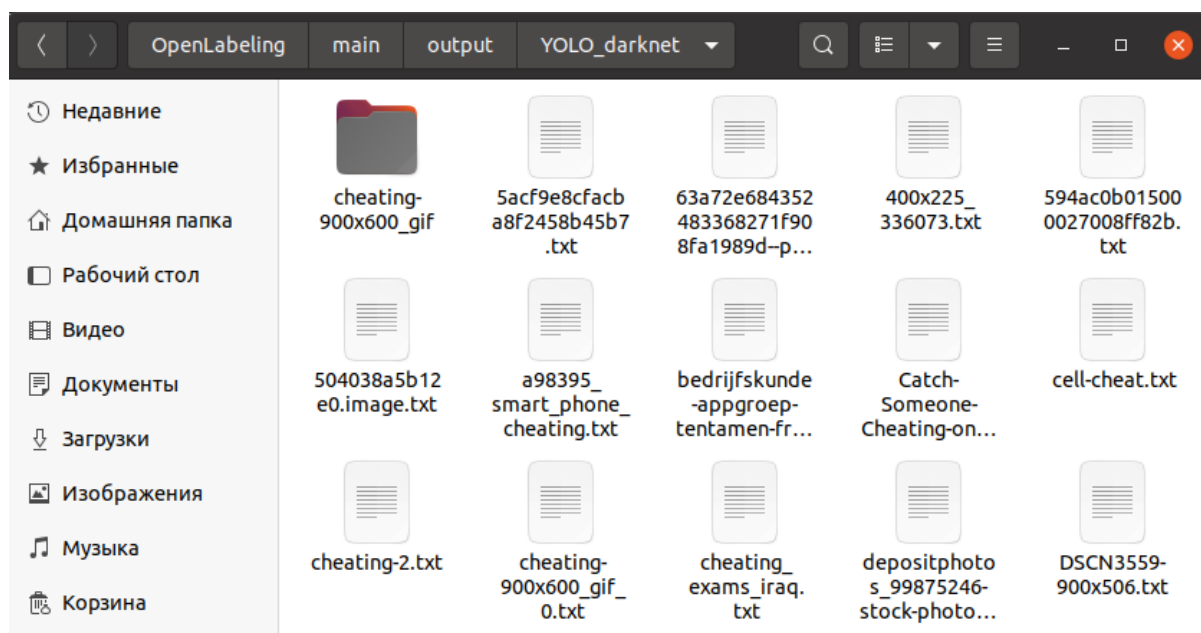 OpenLabeling main output YOLO_darknet
Недавние
Избранные
Домашняя папка
Рабочий стол
Видео
Документы
Загрузки
Изображения
Музыка
Корзина
cheating-
900x600_gif
5acf9e8cfacb
a8f2458b45b7
.txt
63a72e684352
483368271f90
8fa1989d--p...
400x225_
336073.txt
594ac0b01500
0027008ff82b.
txt
504038a5b12
e0.image.txt
a98395_
smart_phone_
cheating.txt
bedrijfskunde
-appgroep-
tentamen-fr...
Catch-
Someone-
Cheating-on...
cell-cheat.txt
cheating-2.txt
cheating-
900x600_gif_
0.txt
cheating_
exams_iraq.
txt
depositphoto
s_99875246-
stock-photo...
DSCN3559-
900x506.txt